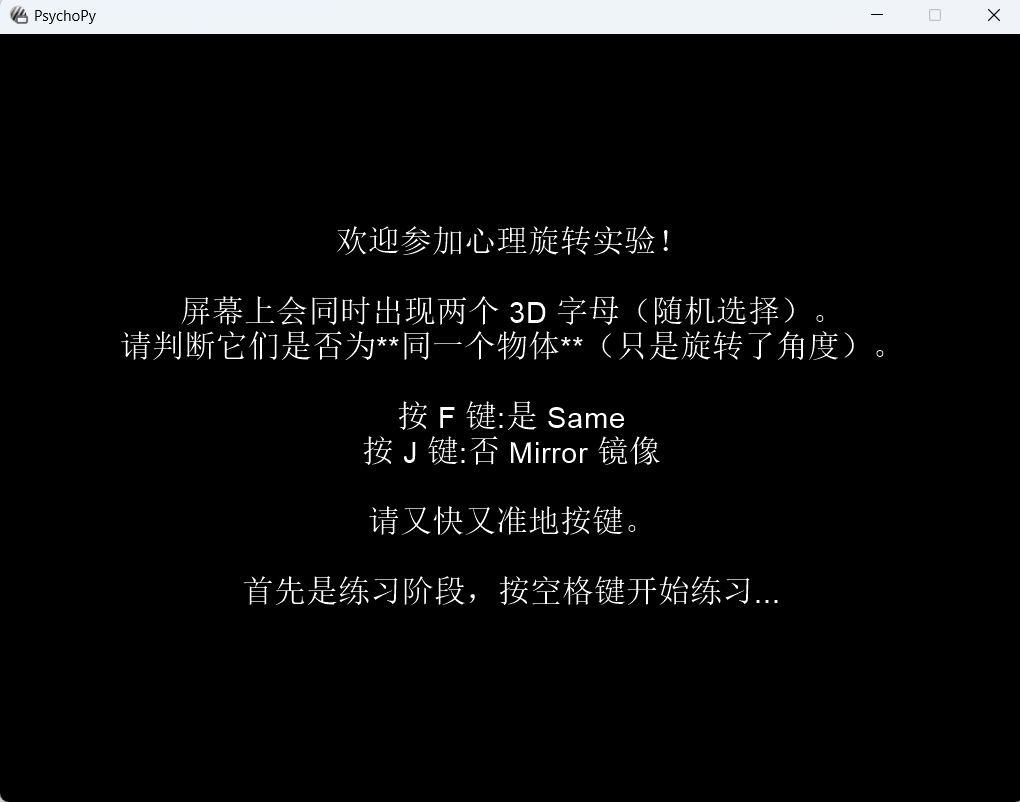 PsychoPy
欢迎参加心理旋转实验！
屏幕上会同时出现两个 3D 字母（随机选择）。
请判断它们是否为**同一个物体**（只是旋转了角度）。
按 F 键:是 Same
按 J 键:否 Mirror 镜像
请又快又准地按键。
首先是练习阶段，按空格键开始练习...